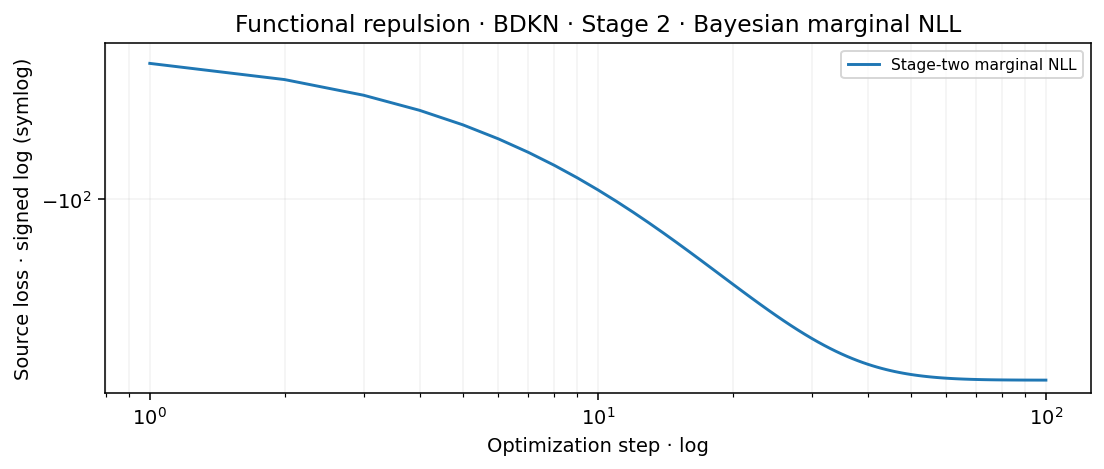 Functional repulsion · BDKN · Stage 2 · Bayesian marginal NLL
Stage-two marginal NLL
Source loss · signed log (symlog)
−10²
10⁰ 10¹ 10²
Optimization step · log